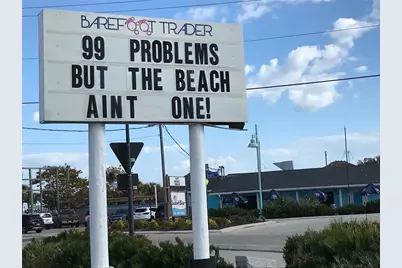 BAREFOOT TRADER
99 PROBLEMS
BUT THE BEACH
AINT ONE!